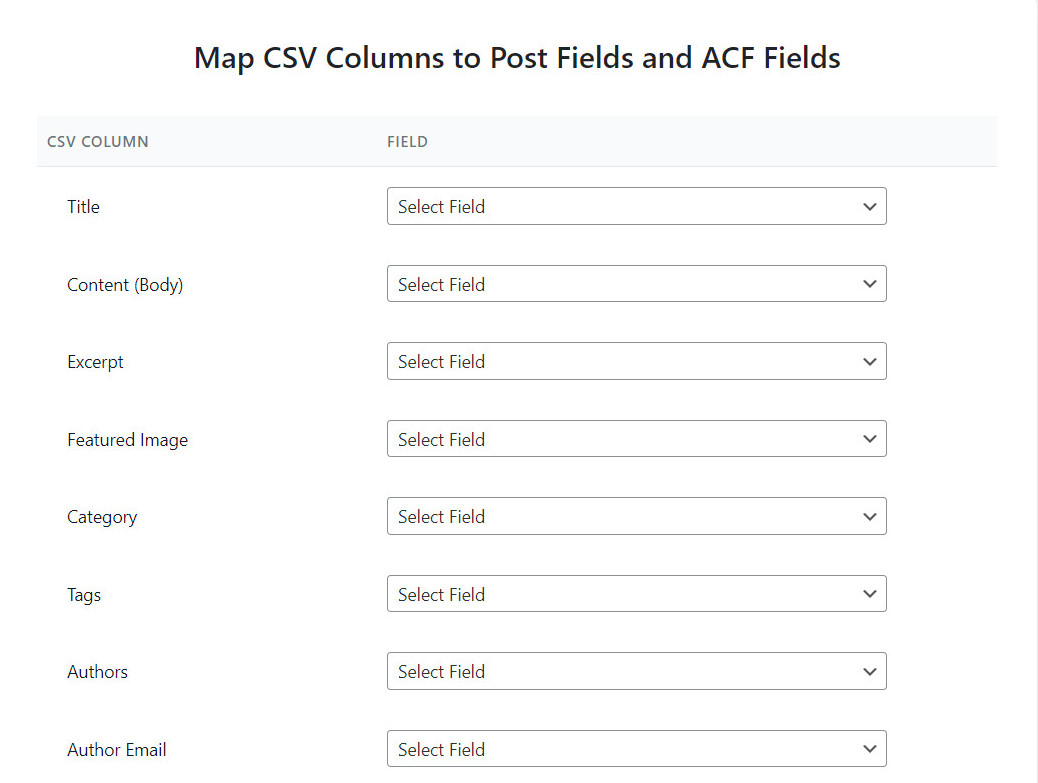 Map CSV Columns to Post Fields and ACF Fields
CSV COLUMN FIELD
Title Select Field
Content (Body) Select Field
Excerpt Select Field
Featured Image Select Field
Category Select Field
Tags Select Field
Authors Select Field
Author Email Select Field